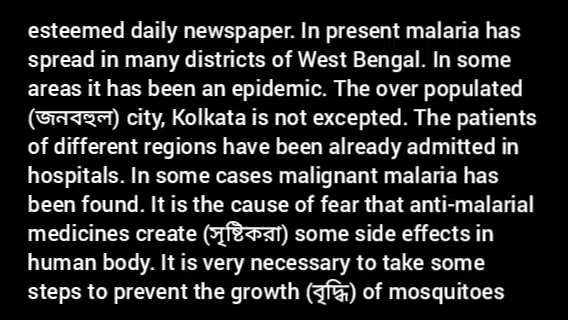 esteemed daily newspaper. In present malaria has
spread in many districts of West Bengal. In some
areas it has been an epidemic. The over populated
(জনবহুল) city, Kolkata is not excepted. The patients
of different regions have been already admitted in
hospitals. In some cases malignant malaria has
been found. It is the cause of fear that anti-malarial
medicines create (সৃষ্টিকরা) some side effects in
human body. It is very necessary to take some
steps to prevent the growth (বৃদ্ধি) of mosquitoes